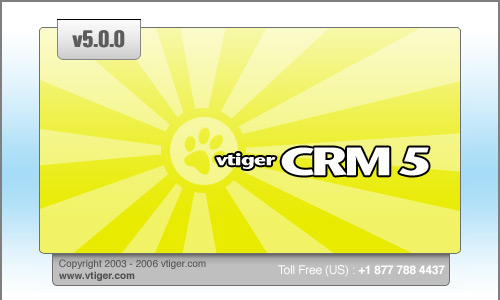 v5.0.0
vtiger CRM 5
Copyright 2003 - 2006 vtiger.com
www.vtiger.com
Toll Free (US) : +1 877 788 4437